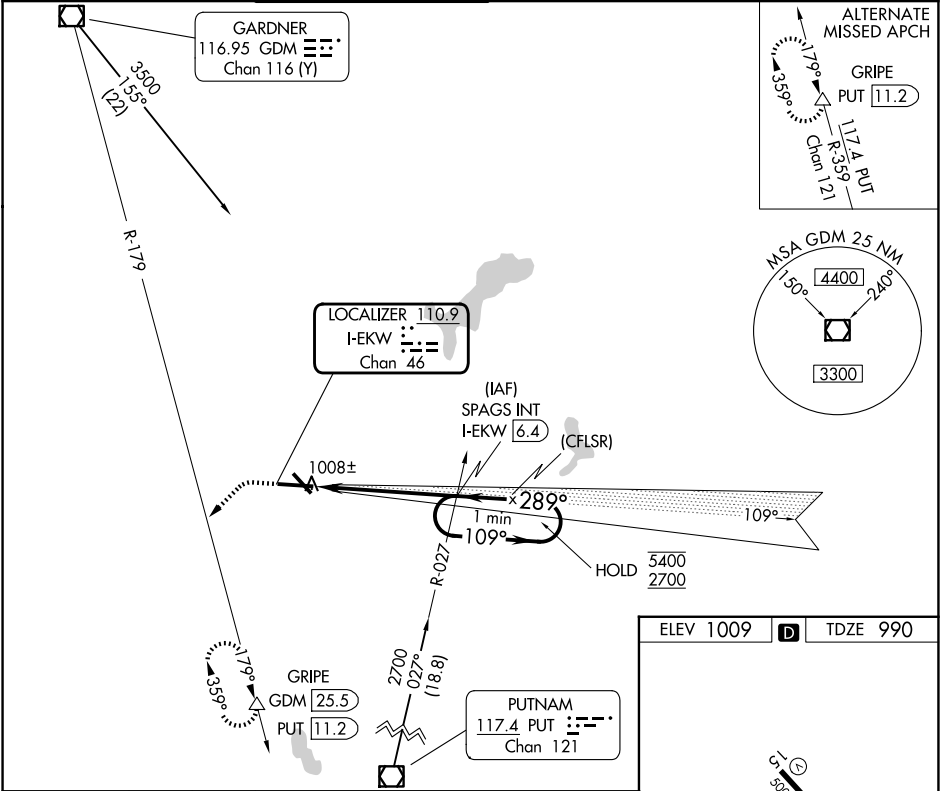 GARDNER
116.95 GDM
Chan 116 (Y)
3500
155°
(22)
R-179
ALTERNATE
MISSED APCH
179°
359°
GRIPE
PUT 11.2
117.4 PUT
R-359
Chan 121
MSA GDM 25 NM
150°
4400
240°
3300
LOCALIZER 110.9
I-EKW
Chan 46
(IAF)
SPAGS INT
I-EKW 6.4
(CFLSR)
1008±
289°
1 min
109°
109°
HOLD 5400
2700
R-027
2700
027°
(18.8)
179°
359°
GRIPE
GDM 25.5
PUT 11.2
PUTNAM
117.4 PUT
Chan 121
ELEV 1009 D TDZE 990
15
V